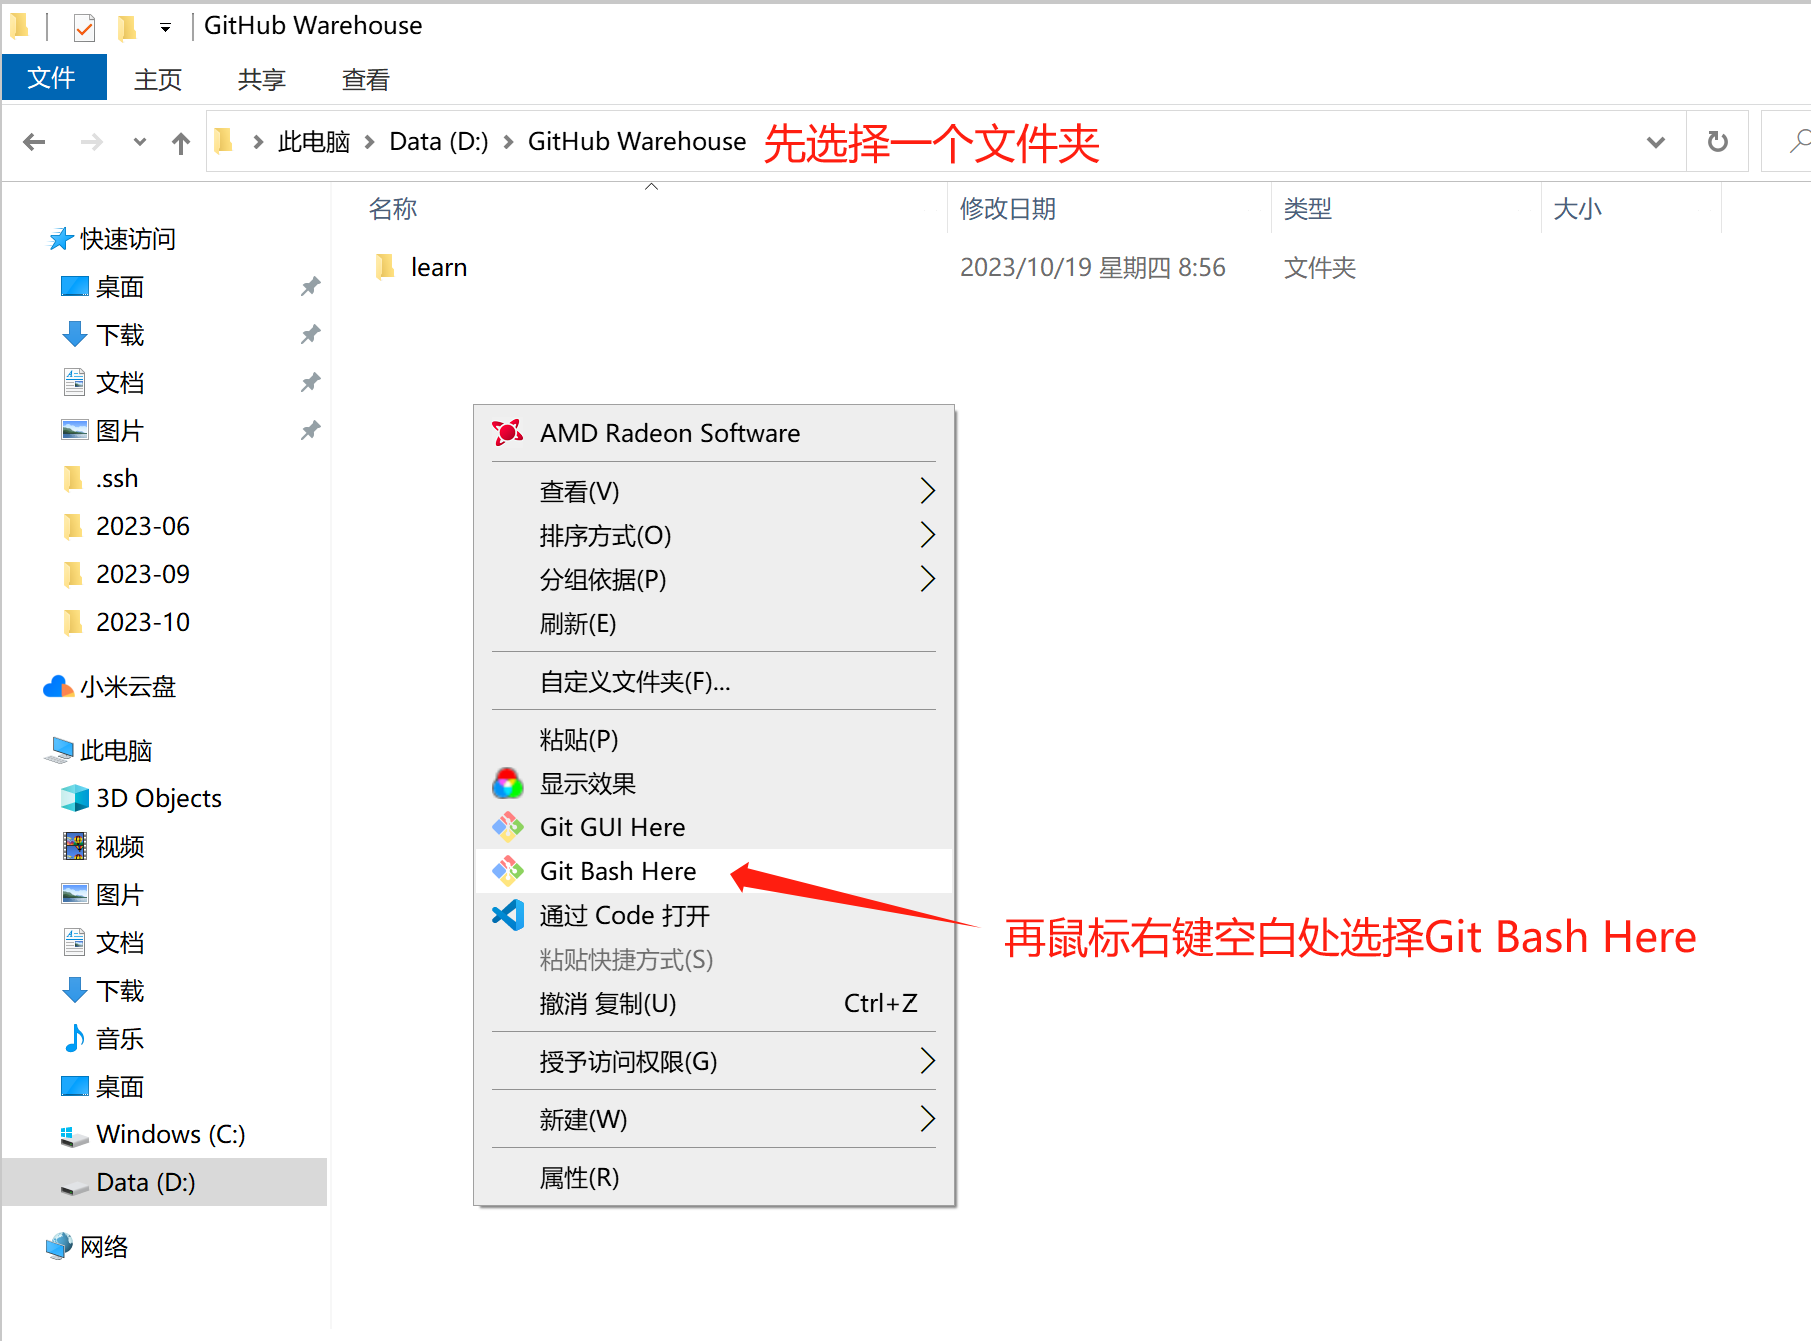 GitHub Warehouse
文件 主页 共享 查看
此电脑 Data (D:) GitHub Warehouse 先选择一个文件夹
名称 修改日期 类型 大小
learn 2023/10/19 星期四 8:56 文件夹
快速访问
桌面
下载
文档
图片
.ssh
2023-06
2023-09
2023-10
小米云盘
此电脑
3D Objects
视频
图片
文档
下载
音乐
桌面
Windows (C:)
Data (D:)
网络
AMD Radeon Software
查看(V)
排序方式(O)
分组依据(P)
刷新(E)
自定义文件夹(F)...
粘贴(P)
显示效果
Git GUI Here
Git Bash Here
通过 Code 打开
粘贴快捷方式(S)
撤消 复制(U) Ctrl+Z
授予访问权限(G)
新建(W)
属性(R)
再鼠标右键空白处选择Git Bash Here